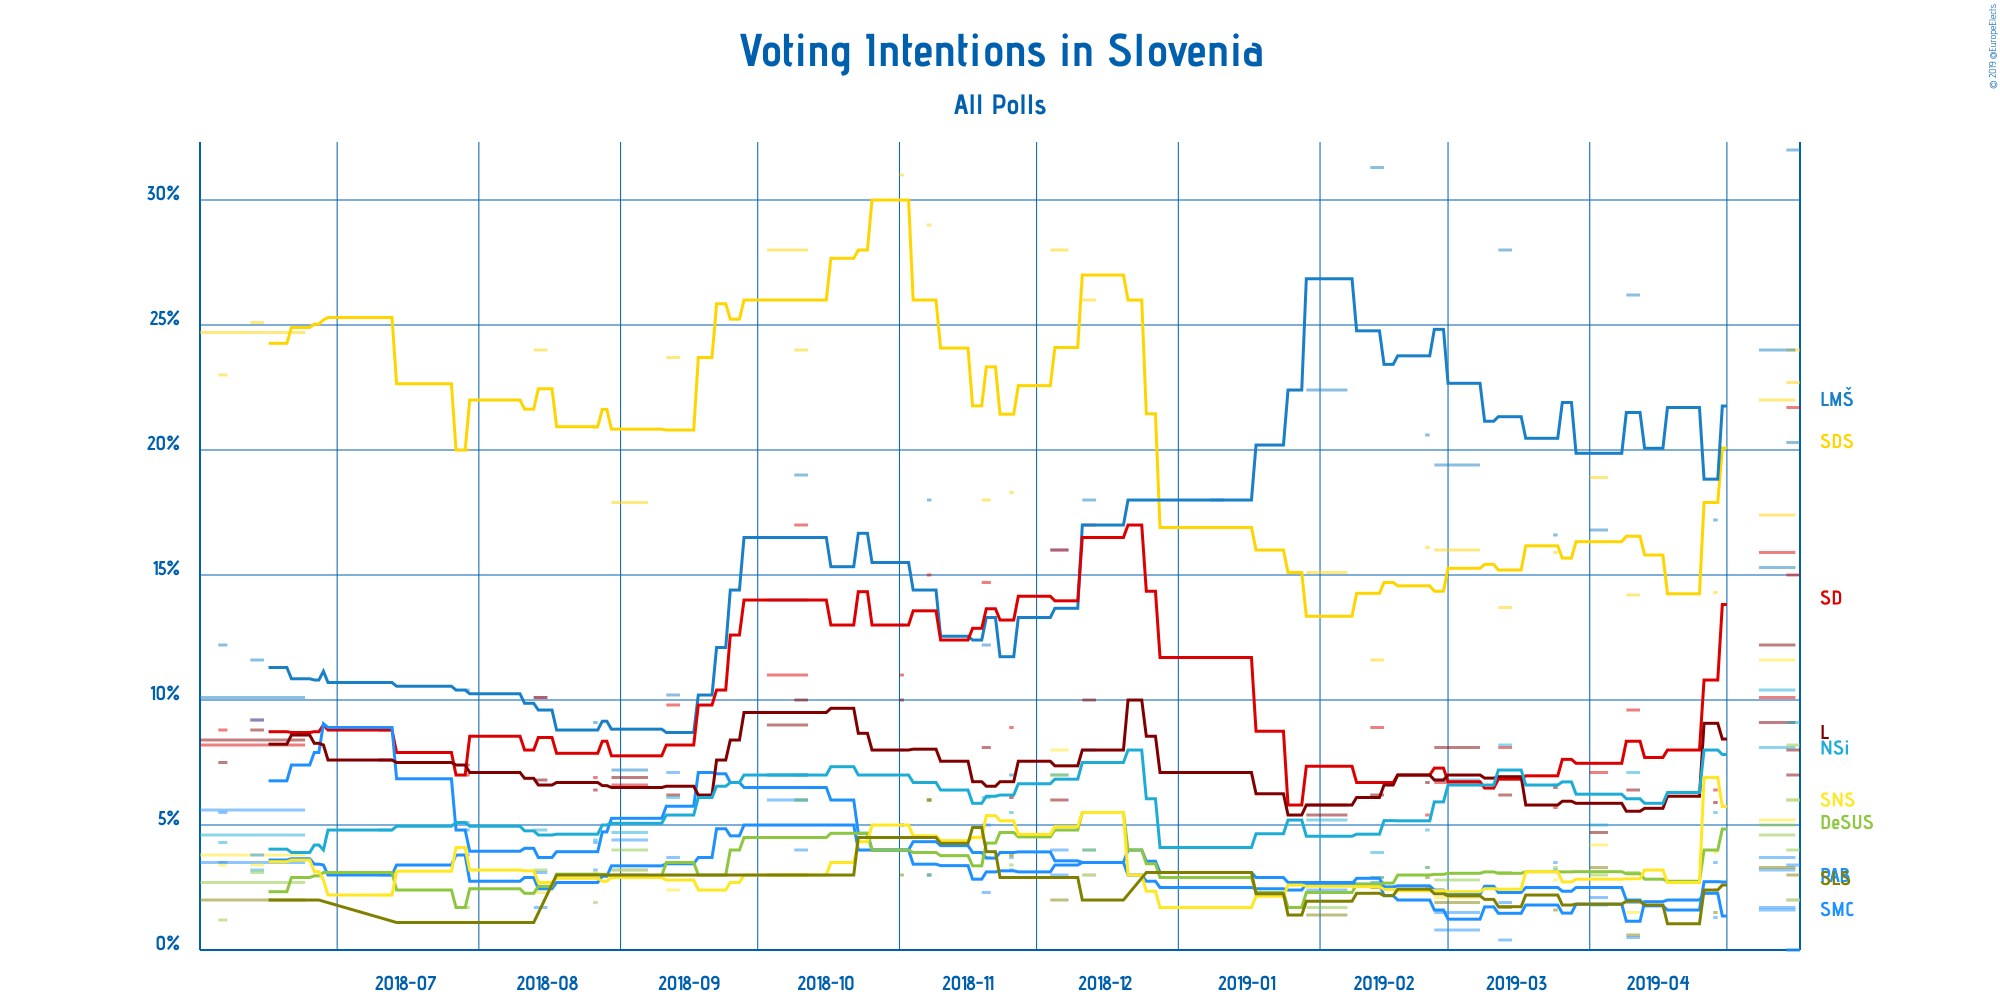 © 2019 @EuropeElects
Voting Intentions in Slovenia
All Polls
30%
25%
20%
15%
10%
5%
0%
LMŠ
SDS
SD
L
NSi
SNS
DeSUS
SLS
SMC
2018-07 2018-08 2018-09 2018-10 2018-11 2018-12 2019-01 2019-02 2019-03 2019-04